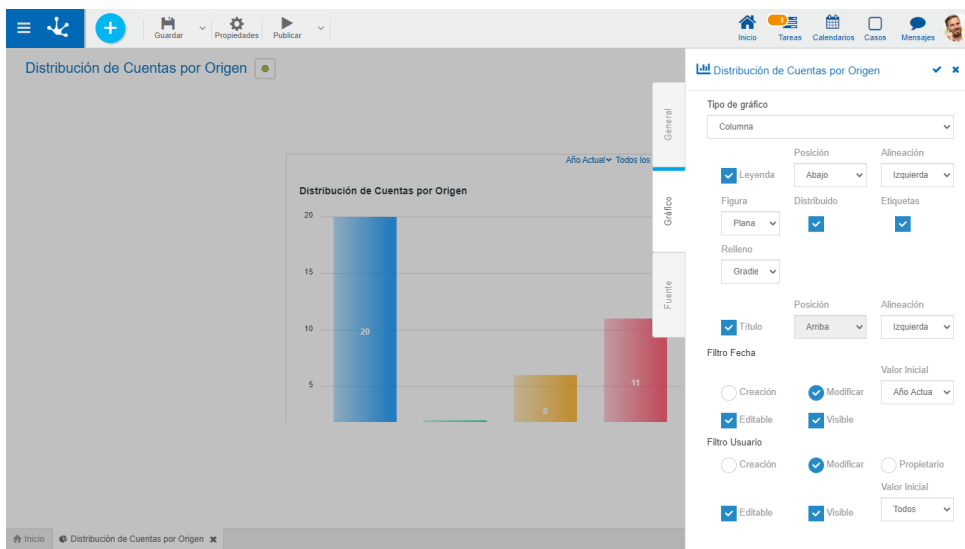 Guardar
Propiedades
Publicar
Inicio
Tareas
Calendarios
Casos
Mensajes
Distribución de Cuentas por Origen
Año Actual Todos los
Distribución de Cuentas por Origen
20
15
10
5
20
6
11
General
Gráfico
Fuente
Distribución de Cuentas por Origen
Tipo de gráfico
Columna
Posición Alineación
Leyenda Abajo Izquierda
Figura Distribuido Etiquetas
Plana
Relleno
Gradie
Posición Alineación
Título Arriba Izquierda
Filtro Fecha
Valor Inicial
Creación Modificar Año Actua
Editable Visible
Filtro Usuario
Creación Modificar Propietario
Valor Inicial
Editable Visible Todos
Inicio Distribución de Cuentas por Origen